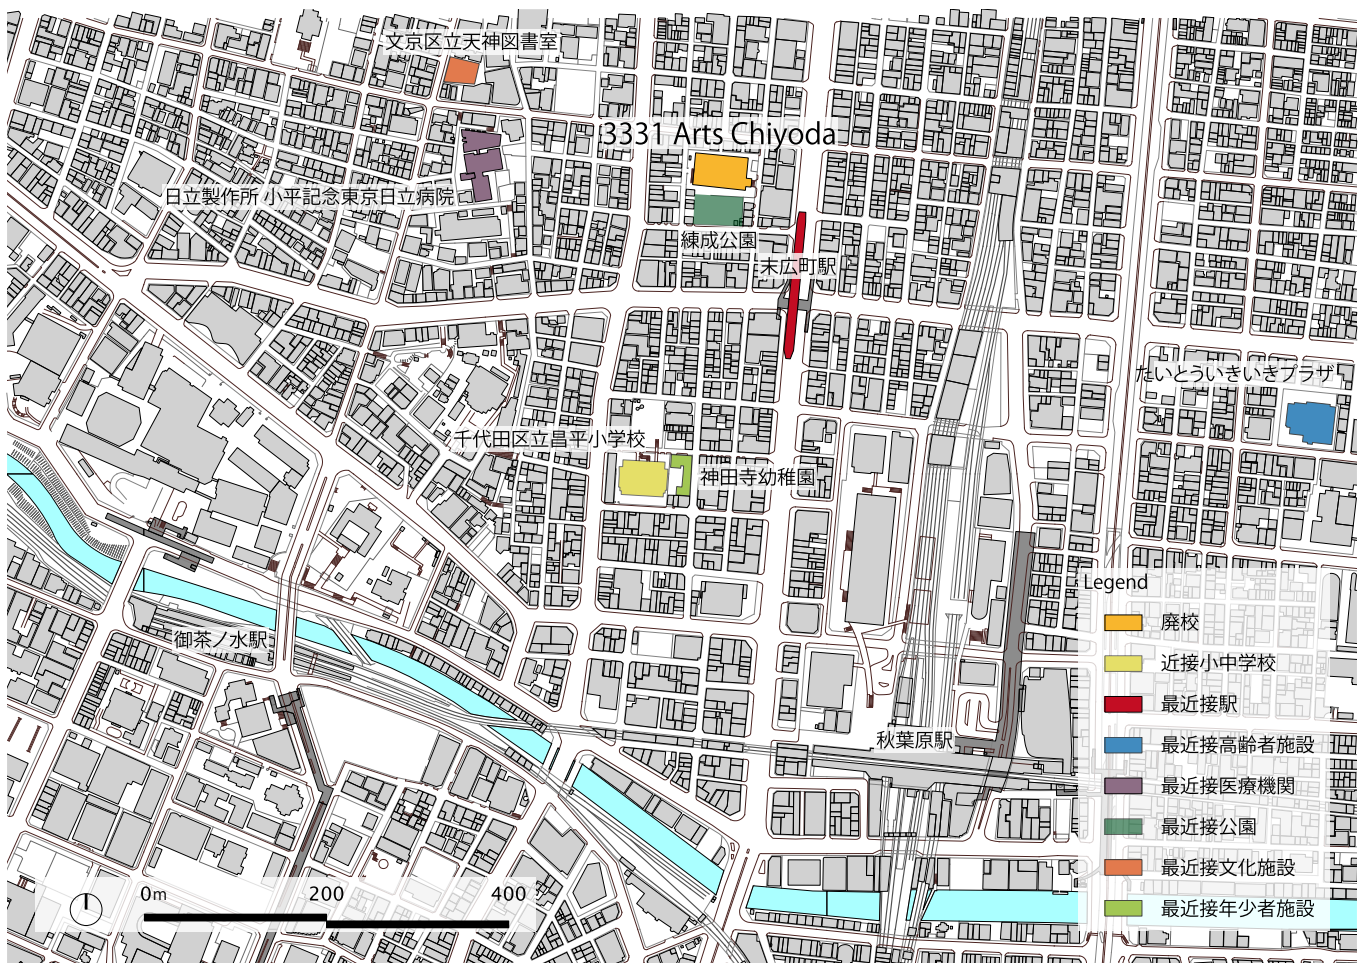 文京区立天神図書室
3331 Arts Chiyoda
日立製作所 小平記念東京日立病院
練成公園
末広町駅
たいとういきいきプラザ
千代田区立昌平小学校
神田寺幼稚園
御茶ノ水駅
秋葉原駅
Legend
廃校
近接小中学校
最近接駅
最近接高齢者施設
最近接医療機関
最近接公園
最近接文化施設
最近接年少者施設
0m 200 400